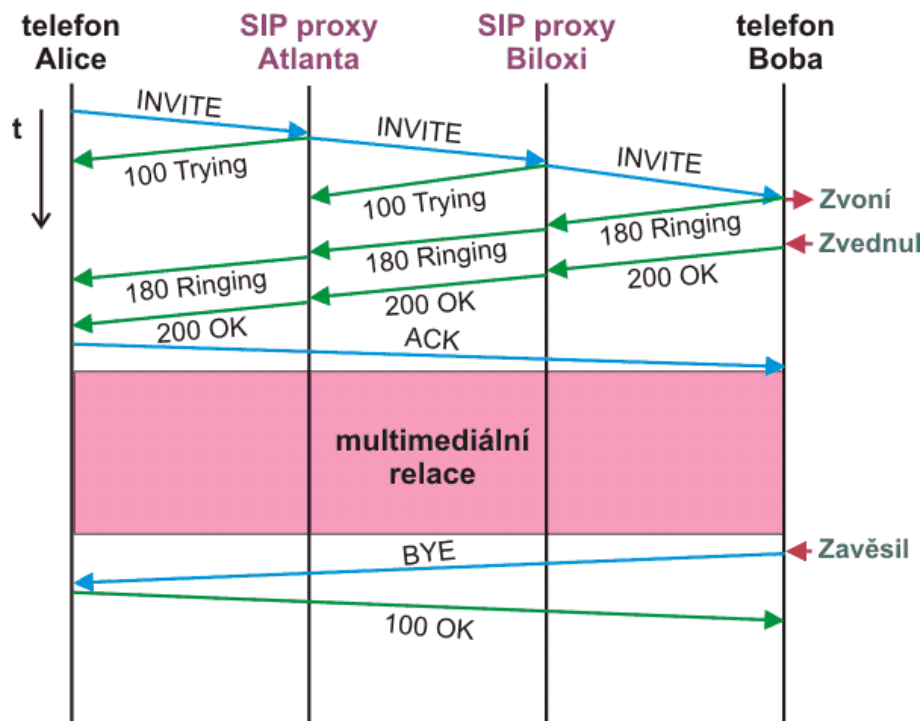 telefon
Alice
SIP proxy
Atlanta
SIP proxy
Biloxi
telefon
Boba
t
INVITE
INVITE
INVITE
100 Trying
100 Trying
Zvoní
180 Ringing
Zvednul
180 Ringing
180 Ringing
200 OK
200 OK
200 OK
ACK
multimediální
relace
BYE
Zavěsil
100 OK